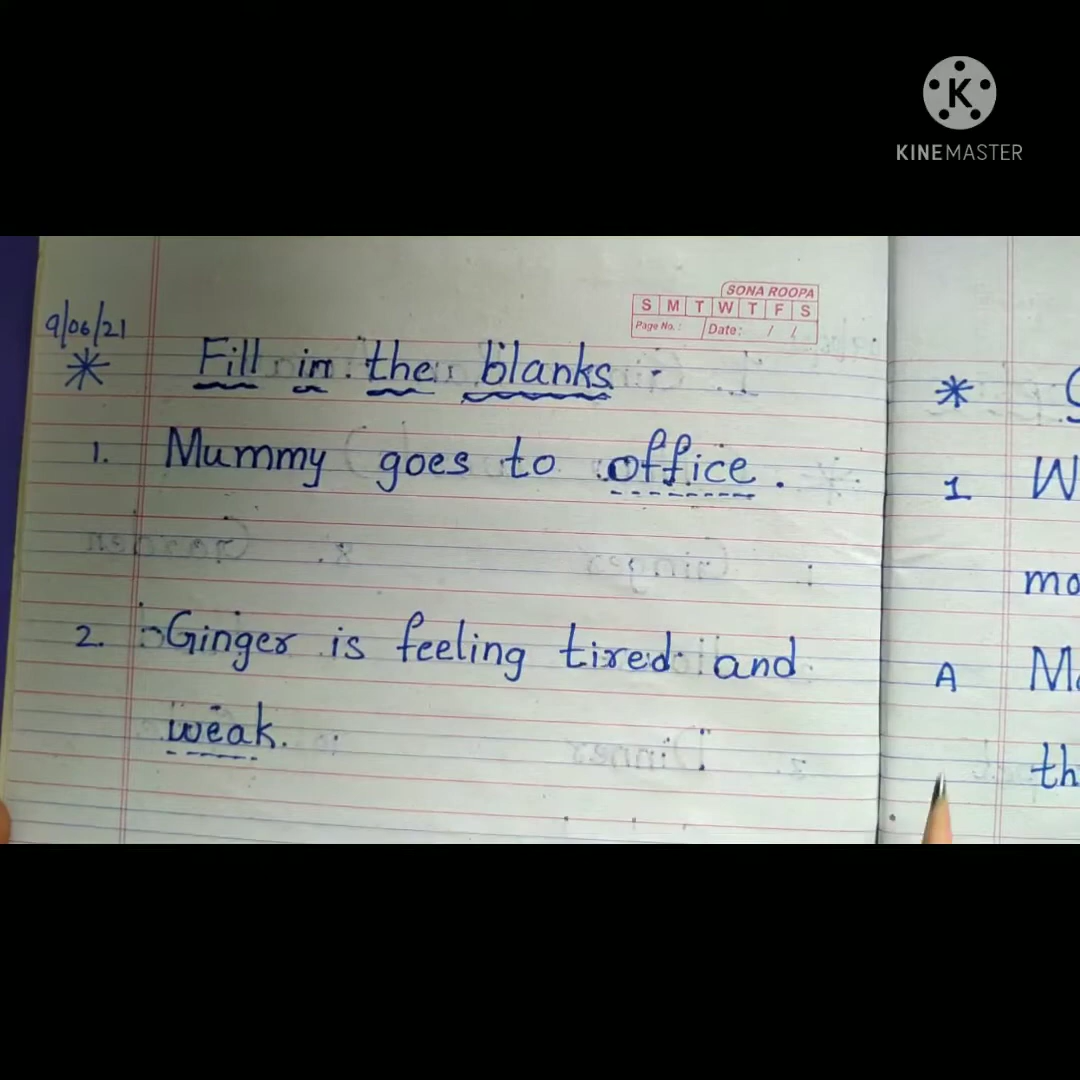 KINEMASTER
SONA ROOPA
S M T W T F S
Page No.: Date: / /
9/06/21
* Fill in the blanks -
1. Mummy goes to office.
2. Ginger is feeling tired and
weak.
*
1 W
mo
A Ma
th